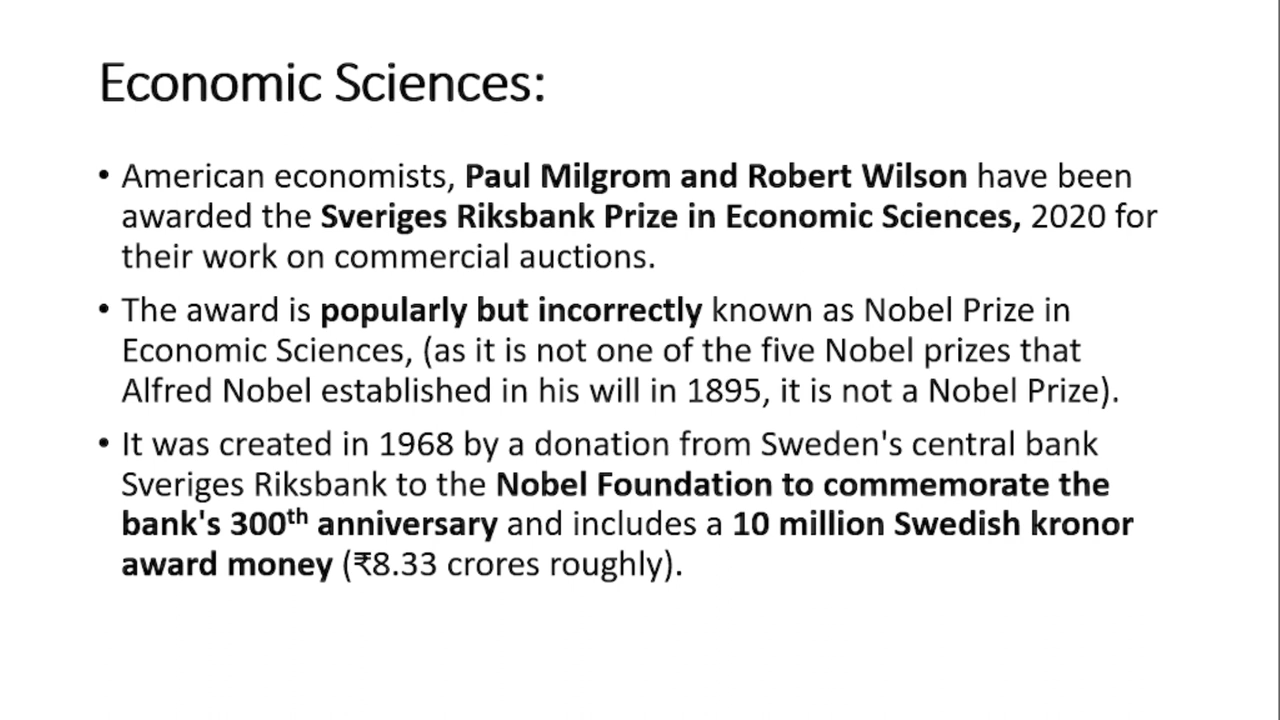 Economic Sciences:
• American economists, Paul Milgrom and Robert Wilson have been
awarded the Sveriges Riksbank Prize in Economic Sciences, 2020 for
their work on commercial auctions.
• The award is popularly but incorrectly known as Nobel Prize in
Economic Sciences, (as it is not one of the five Nobel prizes that
Alfred Nobel established in his will in 1895, it is not a Nobel Prize).
• It was created in 1968 by a donation from Sweden's central bank
Sveriges Riksbank to the Nobel Foundation to commemorate the
bank's 300th anniversary and includes a 10 million Swedish kronor
award money (₹8.33 crores roughly).